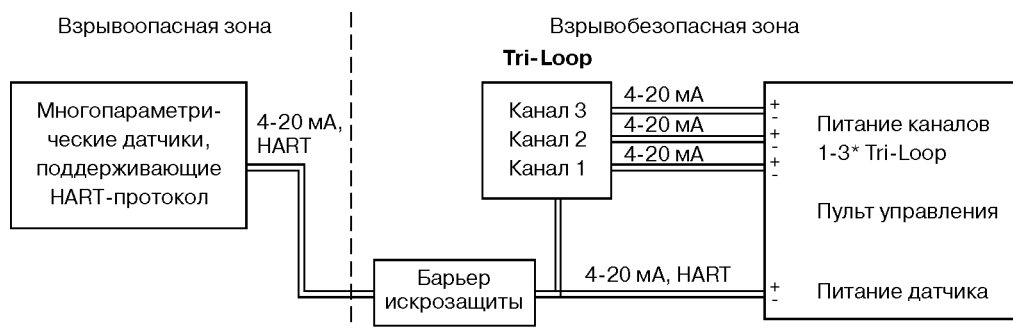 Взрывоопасная зона
Взрывобезопасная зона
Tri-Loop
Многопараметри-
ческие датчики,
поддерживающие
HART-протокол
4-20 мА,
HART
Канал 3
Канал 2
Канал 1
4-20 мА
4-20 мА
4-20 мА
+
-
+
-
+
-
Питание каналов
1-3* Tri-Loop
Пульт управления
Барьер
искрозащиты
4-20 мА, HART
+
-
Питание датчика